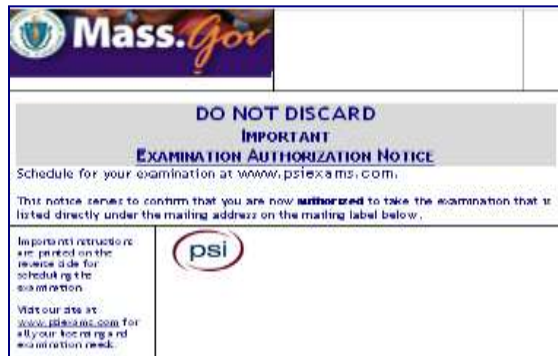 Mass.Gov
DO NOT DISCARD
IMPORTANT
EXAMINATION AUTHORIZATION NOTICE
Schedule for your examination at www.psiexams.com.
This notice serves to confirm that you are now authorized to take the examination that is
listed directly under the mailing address on the mailing label below.
Important instructions
are printed on the
reverse side for
scheduling the
examination.
Visit our site at
www.psiexams.com for
all your licensing and
examination needs.
psi